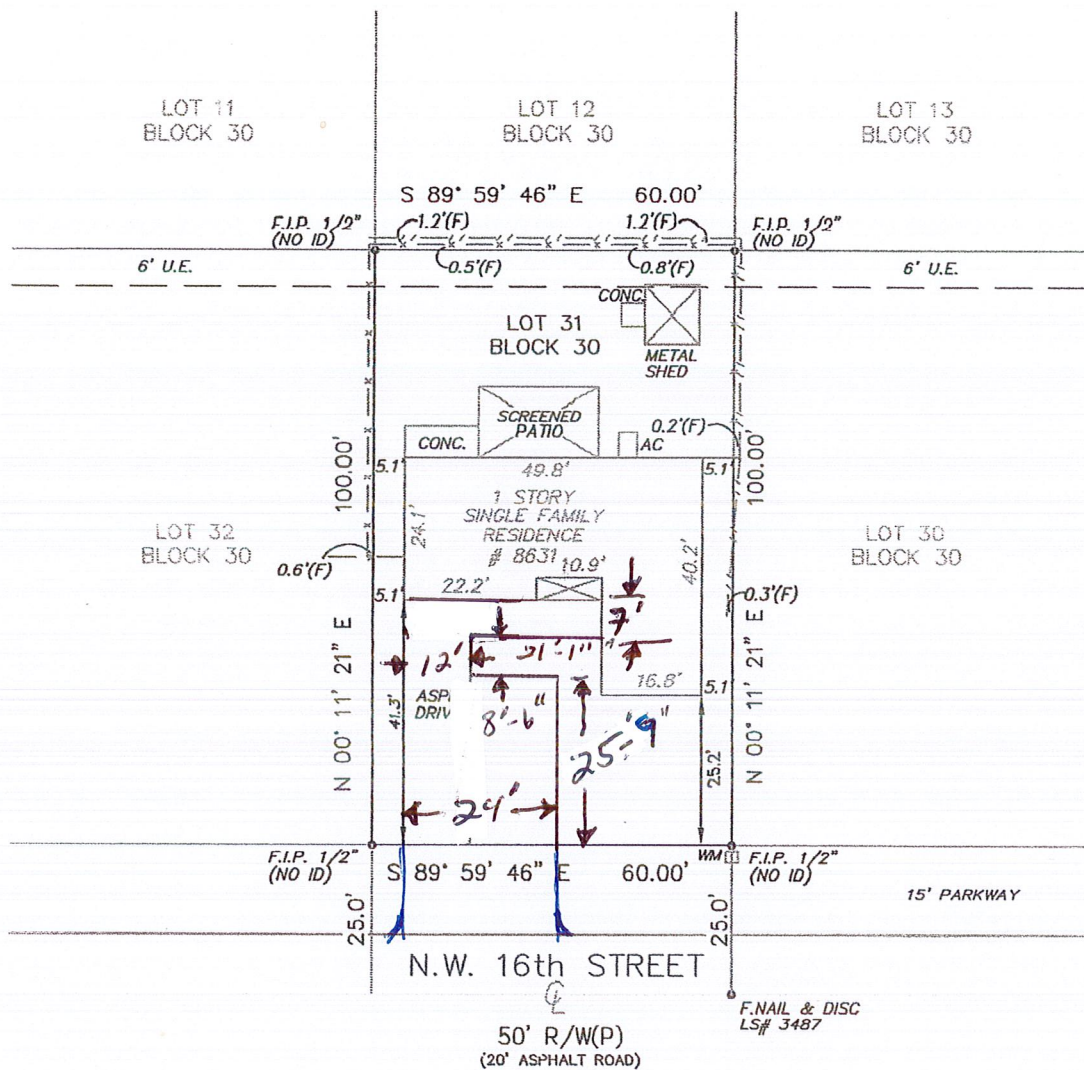 LOT 11
BLOCK 30
LOT 12
BLOCK 30
LOT 13
BLOCK 30
S 89° 59' 46" E 60.00'
F.I.P. 1/2"
(NO ID)
1.2'(F)
1.2'(F)
F.I.P. 1/2"
(NO ID)
6' U.E.
0.5'(F)
0.8'(F)
6' U.E.
CONC.
LOT 31
BLOCK 30
METAL
SHED
SCREENED
PATIO
CONC.
0.2'(F)
AC
5.1'
49.8'
5.1'
100.00'
100.00'
1 STORY
SINGLE FAMILY
RESIDENCE
# 8631
24.1'
40.2'
LOT 32
BLOCK 30
LOT 30
BLOCK 30
0.6'(F)
10.9'
22.2'
5.1'
0.3'(F)
7'
12'
21'-1"
16.8'
5.1'
N 00° 11' 21" E
N 00° 11' 21" E
41.3'
ASP
DRIV
8'-6"
25'-9"
25.2'
24'
F.I.P. 1/2"
(NO ID)
S 89° 59' 46" E 60.00'
WM
F.I.P. 1/2"
(NO ID)
15' PARKWAY
25.0'
25.0'
N.W. 16th STREET
CL
50' R/W(P)
(20' ASPHALT ROAD)
F.NAIL & DISC
LS# 3487